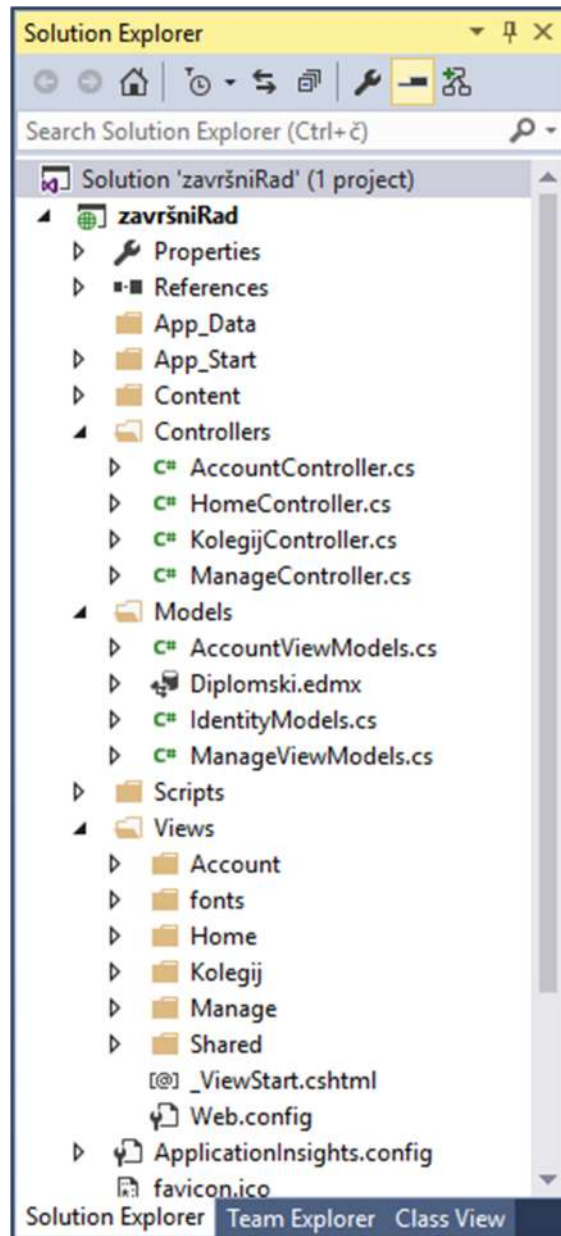 Solution Explorer
Search Solution Explorer (Ctrl+č)
Solution 'završniRad' (1 project)
završniRad
Properties
References
App_Data
App_Start
Content
Controllers
C# AccountController.cs
C# HomeController.cs
C# KolegijController.cs
C# ManageController.cs
Models
C# AccountViewModels.cs
Diplomski.edmx
C# IdentityModels.cs
C# ManageViewModels.cs
Scripts
Views
Account
fonts
Home
Kolegij
Manage
Shared
[@] _ViewStart.cshtml
Web.config
ApplicationInsights.config
favicon.ico
Solution Explorer Team Explorer Class View